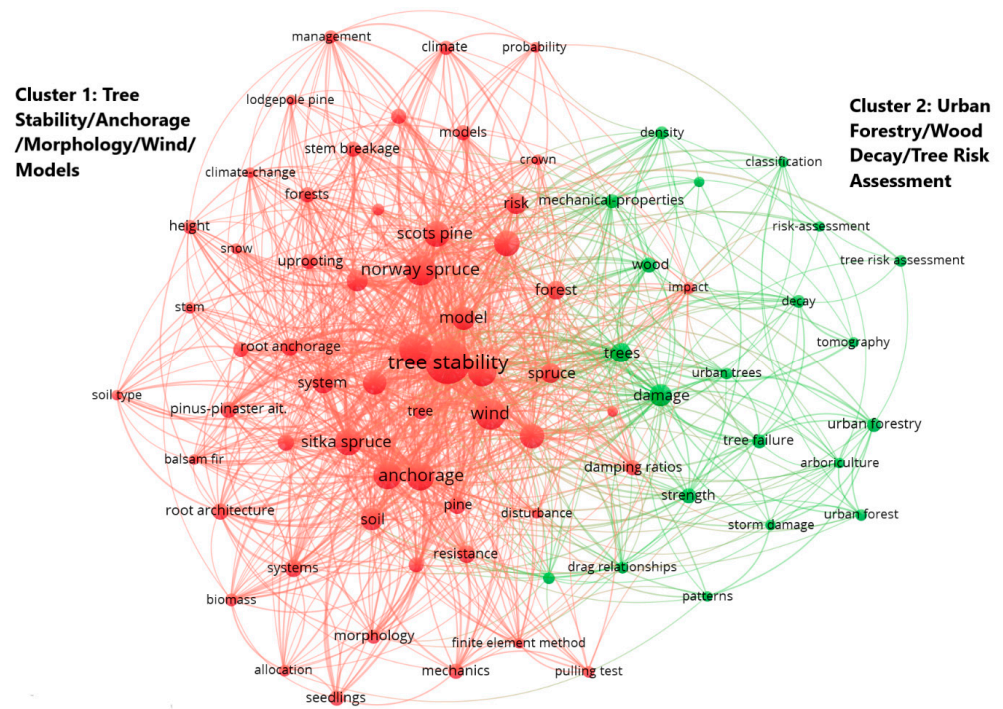 management
climate
probability
Cluster 1: Tree
Stability/Anchorage
/Morphology/Wind/
Models
Cluster 2: Urban
Forestry/Wood
Decay/Tree Risk
Assessment
lodgepole pine
models
density
stem breakage
crown
classification
climate-change
forests
risk
mechanical-properties
height
scots pine
risk-assessment
snow
uprooting
norway spruce
wood
tree risk assessment
forest
impact
stem
model
decay
root anchorage
trees
tomography
tree stability
system
spruce
urban trees
soil type
damage
pinus-pinaster ait.
tree
wind
urban forestry
sitka spruce
tree failure
balsam fir
anchorage
damping ratios
arboriculture
strength
root architecture
soil
pine
disturbance
urban forest
storm damage
resistance
systems
drag relationships
biomass
patterns
morphology
finite element method
allocation
mechanics
pulling test
seedlings